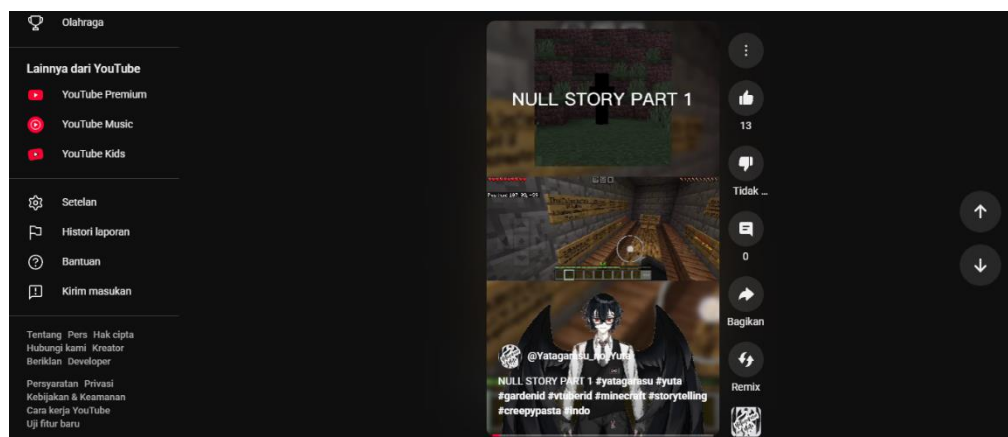 Olahraga
Lainnya dari YouTube
YouTube Premium
YouTube Music
YouTube Kids
Setelan
Histori laporan
Bantuan
Kirim masukan
Tentang Pers Hak cipta
Hubungi kami Kreator
Beriklan Developer
Persyaratan Privasi
Kebijakan & Keamanan
Cara kerja YouTube
Uji fitur baru
NULL STORY PART 1
@Yatagarasu_no_Yuta
NULL STORY PART 1 #yatagarasu #yuta
#gardenid #vtuberid #minecraft #storytelling
#creepypasta #indo
13
Tidak ...
0
Bagikan
Remix